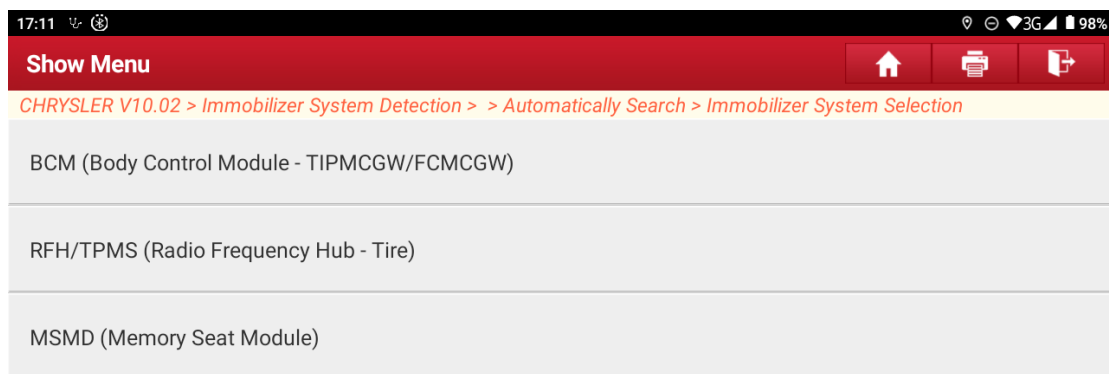 17:11 3G 98%
Show Menu
CHRYSLER V10.02 > Immobilizer System Detection > > Automatically Search > Immobilizer System Selection
BCM (Body Control Module - TIPMCGW/FCMCGW)
RFH/TPMS (Radio Frequency Hub - Tire)
MSMD (Memory Seat Module)